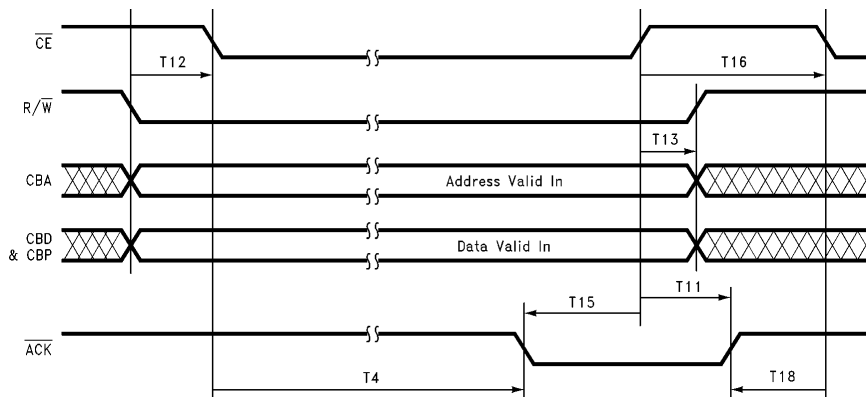 CE
T12
T16
R/W
T13
CBA
Address Valid In
CBD
& CBP
Data Valid In
T15
T11
ACK
T4
T18